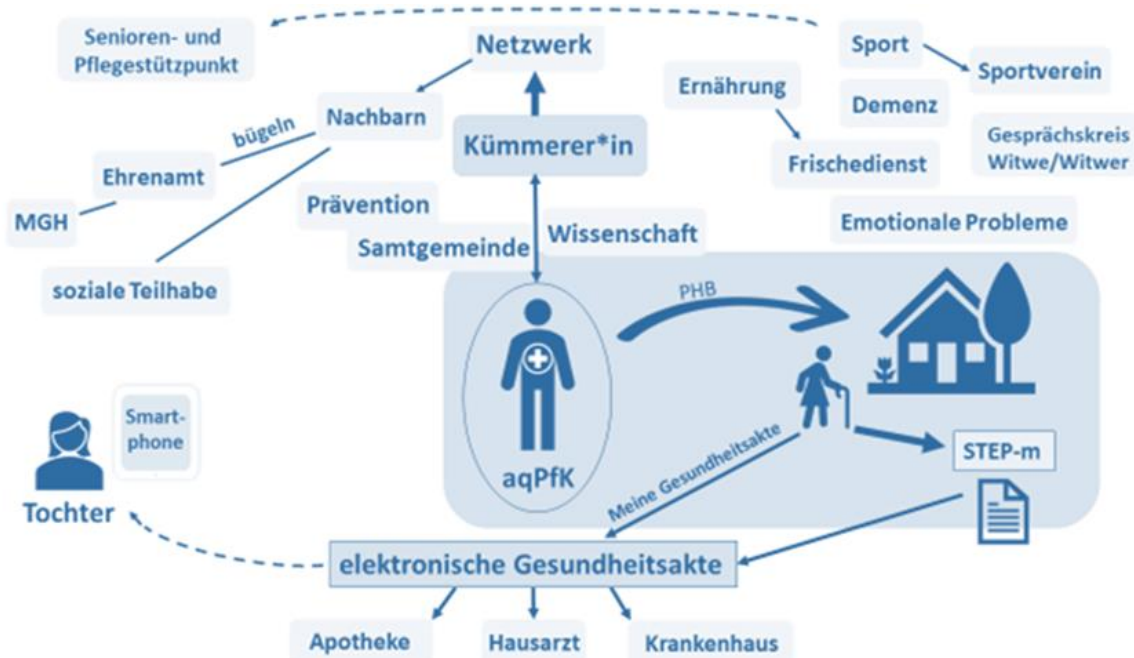 Senioren- und
Pflegestützpunkt
Netzwerk
Sport
Sportverein
Ernährung
Demenz
Nachbarn
bügeln
Kümmerer*in
Gesprächskreis
Witwe/Witwer
Frischedienst
Ehrenamt
MGH
Prävention
Samtgemeinde
Wissenschaft
Emotionale Probleme
soziale Teilhabe
PHB
Smart-
phone
STEP-m
aqPfK
Meine Gesundheitsakte
Tochter
elektronische Gesundheitsakte
Apotheke
Hausarzt
Krankenhaus